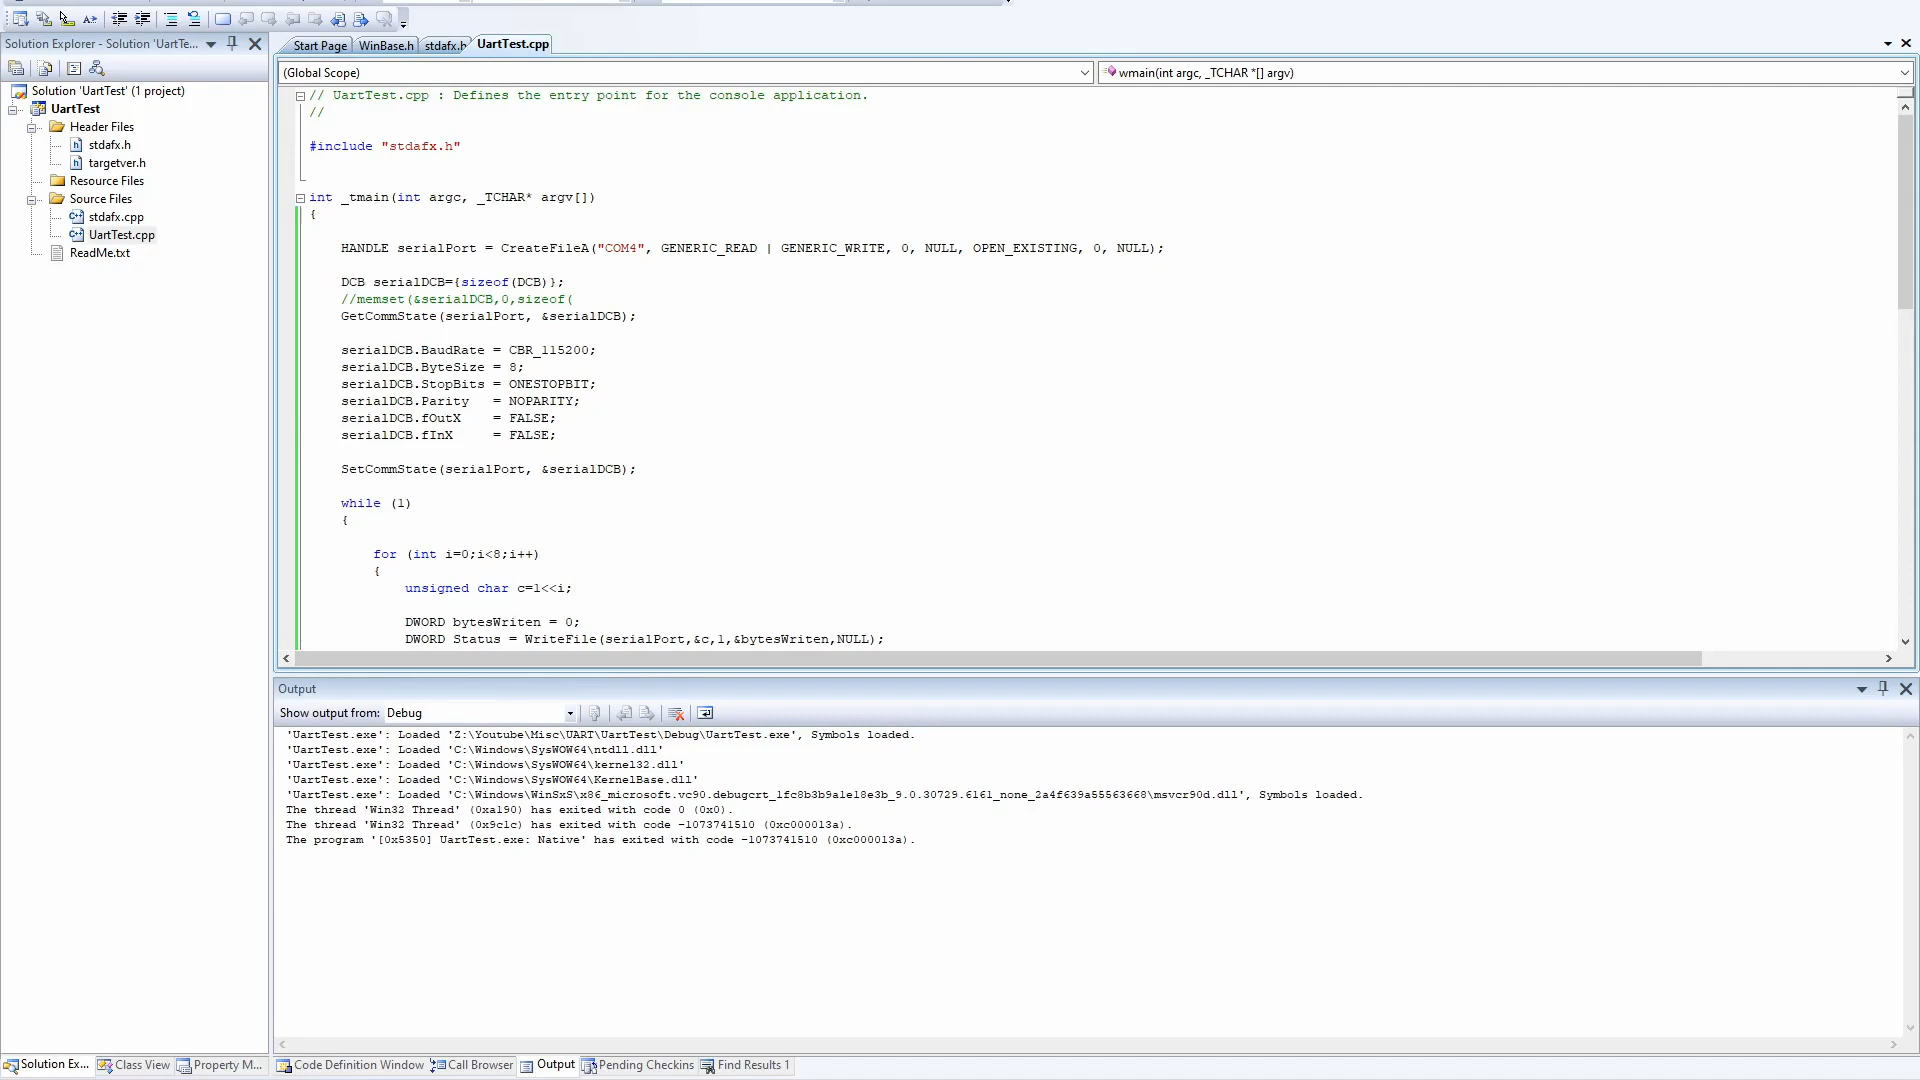 Solution Explorer - Solution 'UartTe...
Start Page
WinBase.h
stdafx.h
UartTest.cpp
(Global Scope)
wmain(int argc, _TCHAR *[] argv)
Solution 'UartTest' (1 project)
UartTest
Header Files
stdafx.h
targetver.h
Resource Files
Source Files
stdafx.cpp
UartTest.cpp
ReadMe.txt
// UartTest.cpp : Defines the entry point for the console application.
//
#include "stdafx.h"
int _tmain(int argc, _TCHAR* argv[])
{
HANDLE serialPort = CreateFileA("COM4", GENERIC_READ | GENERIC_WRITE, 0, NULL, OPEN_EXISTING, 0, NULL);
DCB serialDCB={sizeof(DCB)};
//memset(&serialDCB,0,sizeof(
GetCommState(serialPort, &serialDCB);
serialDCB.BaudRate = CBR_115200;
serialDCB.ByteSize = 8;
serialDCB.StopBits = ONESTOPBIT;
serialDCB.Parity   = NOPARITY;
serialDCB.fOutX    = FALSE;
serialDCB.fInX     = FALSE;
SetCommState(serialPort, &serialDCB);
while (1)
{
for (int i=0;i<8;i++)
{
unsigned char c=1<<i;
DWORD bytesWriten = 0;
DWORD Status = WriteFile(serialPort,&c,1,&bytesWriten,NULL);
Output
Show output from: Debug
'UartTest.exe': Loaded 'Z:\Youtube\Misc\UART\UartTest\Debug\UartTest.exe', Symbols loaded.
'UartTest.exe': Loaded 'C:\Windows\SysWOW64\ntdll.dll'
'UartTest.exe': Loaded 'C:\Windows\SysWOW64\kernel32.dll'
'UartTest.exe': Loaded 'C:\Windows\SysWOW64\KernelBase.dll'
'UartTest.exe': Loaded 'C:\Windows\WinSxS\x86_microsoft.vc90.debugcrt_1fc8b3b9a1e18e3b_9.0.30729.6161_none_2a4f639a55563668\msvcr90d.dll', Symbols loaded.
The thread 'Win32 Thread' (0xa190) has exited with code 0 (0x0).
The thread 'Win32 Thread' (0x9c1c) has exited with code -1073741510 (0xc000013a).
The program '[0x5350] UartTest.exe: Native' has exited with code -1073741510 (0xc000013a).
Solution Ex...
Class View
Property M...
Code Definition Window
Call Browser
Output
Pending Checkins
Find Results 1